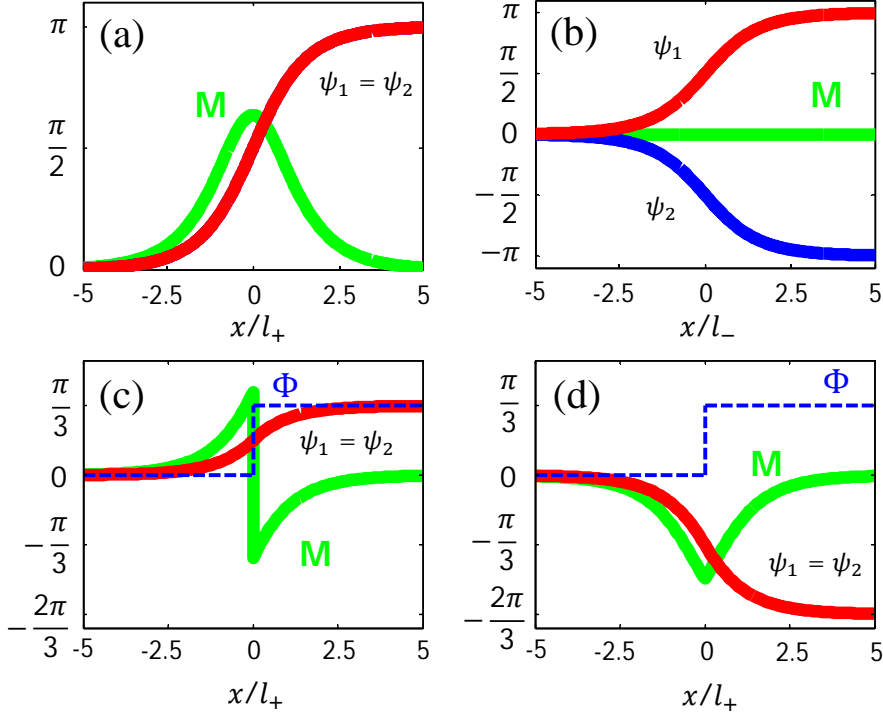 (a)
π
π/2
0
M
ψ₁ = ψ₂
-5 -2.5 0 2.5 5
x/l₊
(b)
π
π/2
0
−π/2
−π
ψ₁
M
ψ₂
-5 -2.5 0 2.5 5
x/l₋
(c)
π/3
0
−π/3
−2π/3
Φ
ψ₁ = ψ₂
M
-5 -2.5 0 2.5 5
x/l₊
(d)
π/3
0
−π/3
−2π/3
Φ
M
ψ₁ = ψ₂
-5 -2.5 0 2.5 5
x/l₊